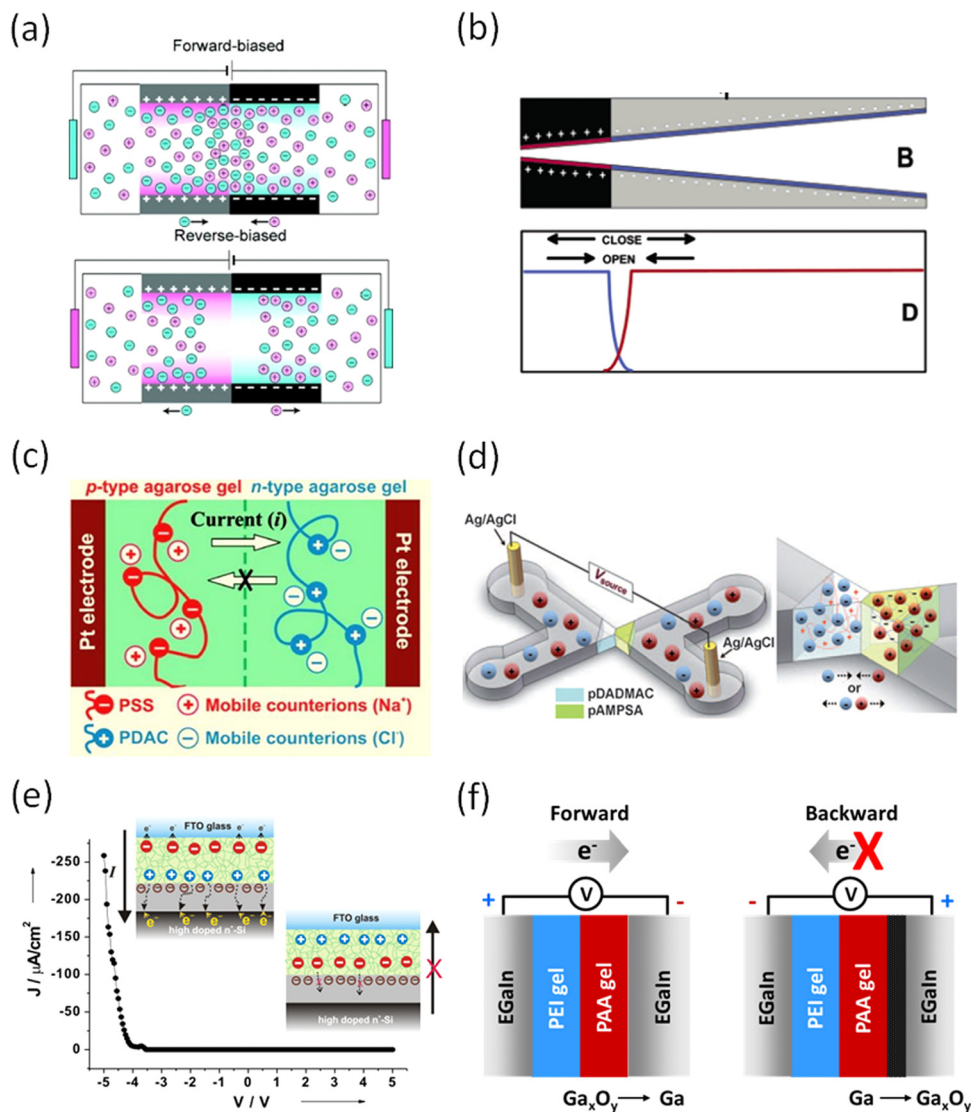 (a)
Forward-biased
+ + + + + + + +
− − − − − − − −
+ + + + + + + +
− − − − − − − −
Reverse-biased
+ + + + + + + +
− − − − − − − −
+ + + + + + + +
− − − − − − − −
(b)
B
CLOSE
OPEN
D
(c)
p-type agarose gel
n-type agarose gel
Pt electrode
Current (i)
Pt electrode
PSS
Mobile counterions (Na⁺)
PDAC
Mobile counterions (Cl⁻)
(d)
Ag/AgCl
Vsource
Ag/AgCl
pDADMAC
pAMPSA
or
(e)
J / μA/cm²
-250
-200
-150
-100
-50
0
-5 -4 -3 -2 -1 0 1 2 3 4 5
V / V
I
e⁻ e⁻ e⁻ e⁻ e⁻
FTO glass
e⁻ e⁻ e⁻ e⁻ e⁻
high doped n⁺-Si
FTO glass
high doped n⁺-Si
X
(f)
Forward
e⁻
V
+ -
EGaIn
PEI gel
PAA gel
EGaIn
GaxOy → Ga
Backward
e⁻ X
V
- +
EGaIn
PEI gel
PAA gel
EGaIn
Ga → GaxOy